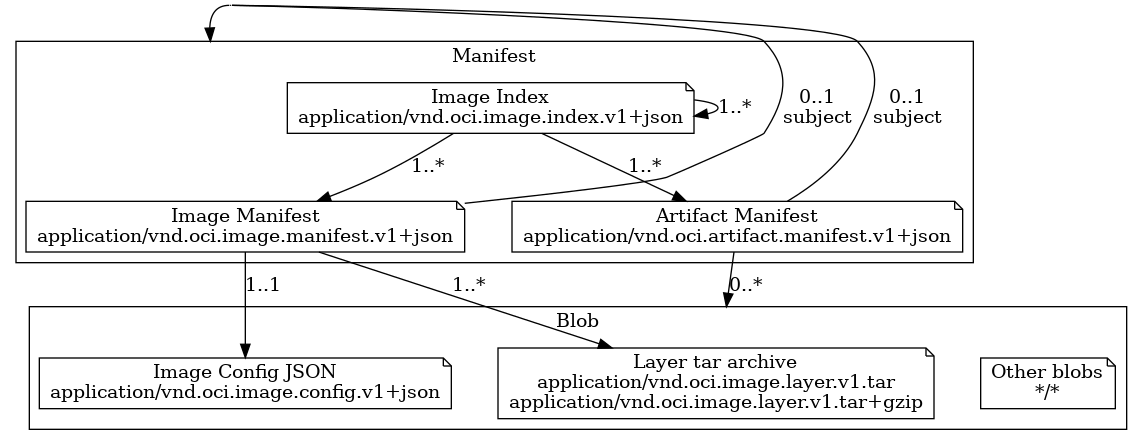 Manifest
Image Index
application/vnd.oci.image.index.v1+json
1..*
0..1
subject
0..1
subject
1..*
1..*
Image Manifest
application/vnd.oci.image.manifest.v1+json
Artifact Manifest
application/vnd.oci.artifact.manifest.v1+json
1..1
1..*
0..*
Blob
Image Config JSON
application/vnd.oci.image.config.v1+json
Layer tar archive
application/vnd.oci.image.layer.v1.tar
application/vnd.oci.image.layer.v1.tar+gzip
Other blobs
*/*